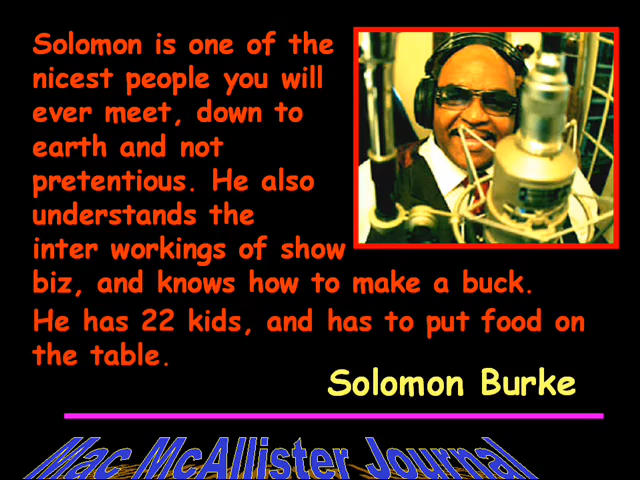 Solomon is one of the
nicest people you will
ever meet, down to
earth and not
pretentious. He also
understands the
inter workings of show
biz, and knows how to make a buck.
He has 22 kids, and has to put food on
the table.
Solomon Burke
Mac McAllister Journal